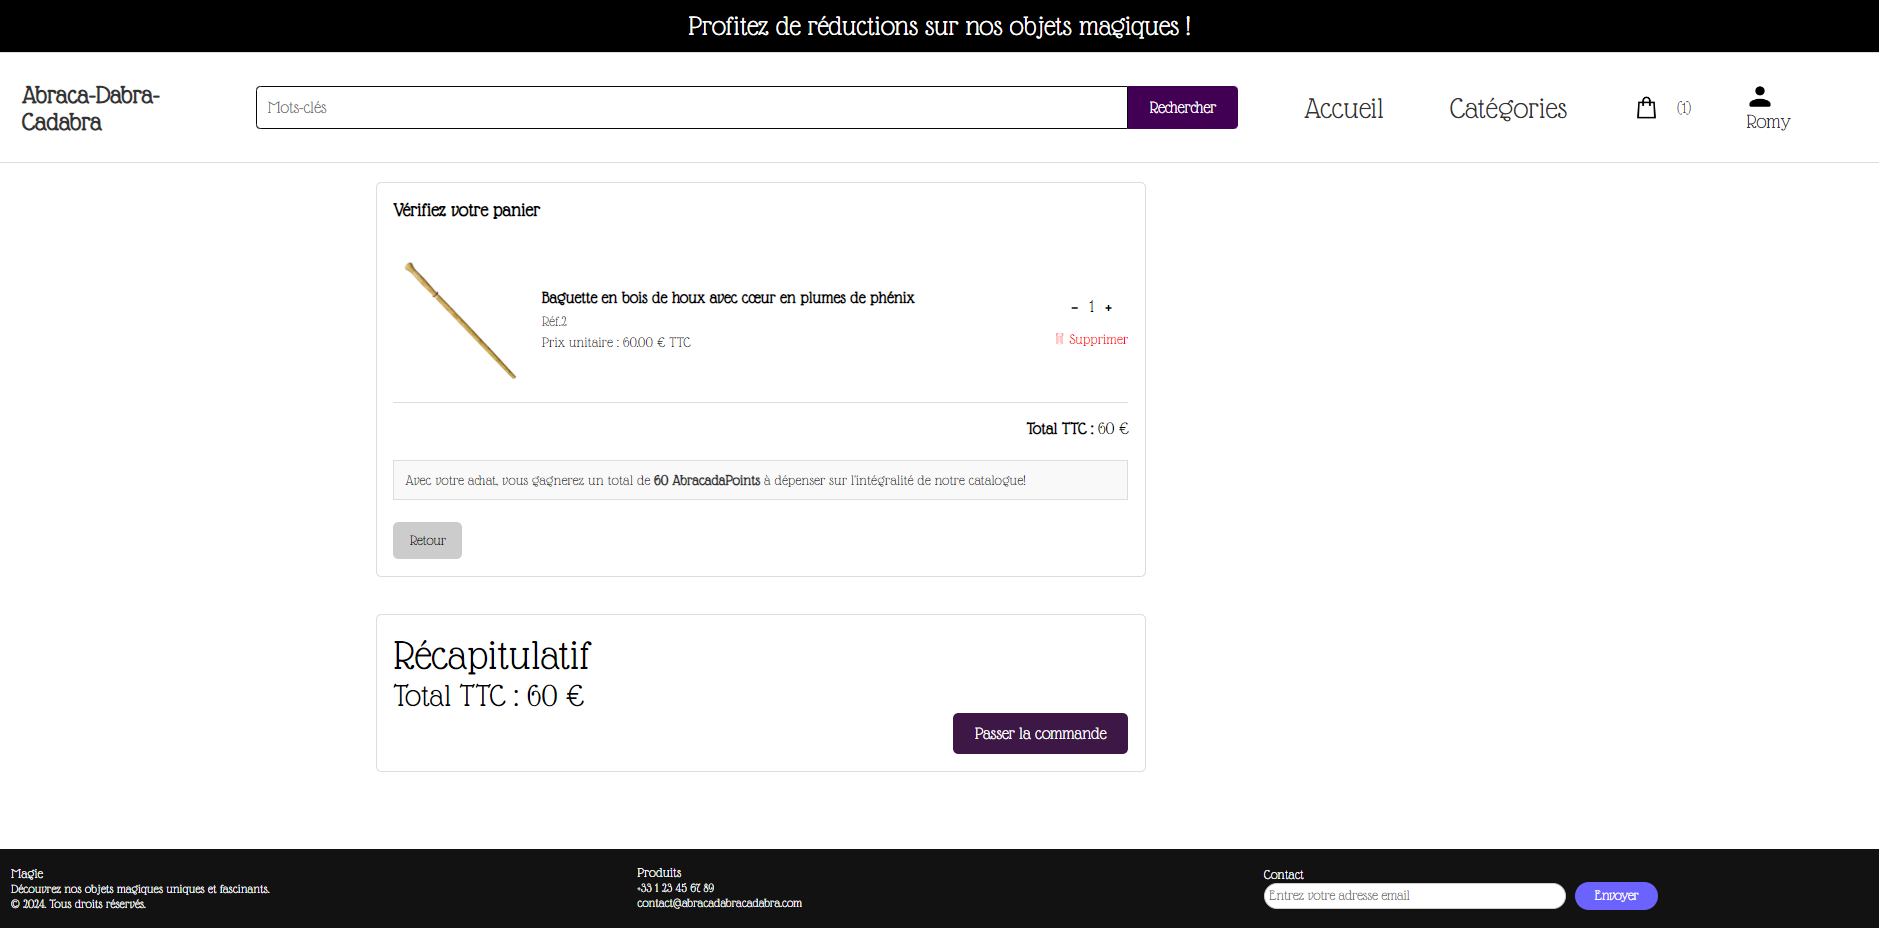 Profitez de réductions sur nos objets magiques !
Abraca-Dabra-
Cadabra
Mots-clés
Rechercher
Accueil
Catégories
(1)
Romy
Vérifiez votre panier
Baguette en bois de houx avec cœur en plumes de phénix
Réf.2
Prix unitaire : 60.00 € TTC
- 1 +
Supprimer
Total TTC : 60 €
Avec votre achat, vous gagnerez un total de 60 AbracadaPoints à dépenser sur l'intégralité de notre catalogue!
Retour
Récapitulatif
Total TTC : 60 €
Passer la commande
Magie
Découvrez nos objets magiques uniques et fascinants.
© 2024. Tous droits réservés.
Produits
+33 1 23 45 67 89
contact@abracadabracadabra.com
Contact
Entrez votre adresse email
Envoyer